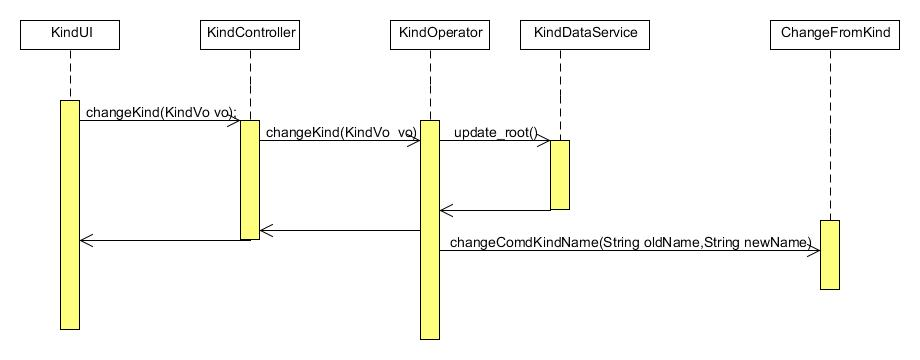 KindUI
KindController
KindOperator
KindDataService
ChangeFromKind
changeKind(KindVo vo);
changeKind(KindVo  vo)
update_root()
changeComdKindName(String oldName,String newName)